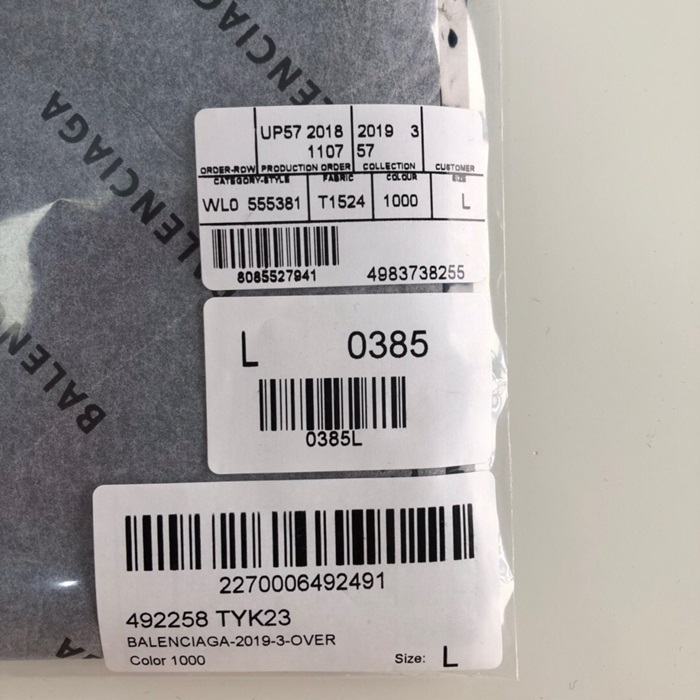 BALENCIAGA
BALENCIAGA
UP57 2018 2019 3
1107 57
ORDER-ROW PRODUCTION ORDER COLLECTION CUSTOMER
CATEGORY-STYLE FABRIC COLOUR SIZE
WL0 555381 T1524 1000 L
8085527941 4983738255
L 0385
0385L
2270006492491
492258 TYK23
BALENCIAGA-2019-3-OVER
Color 1000 Size: L